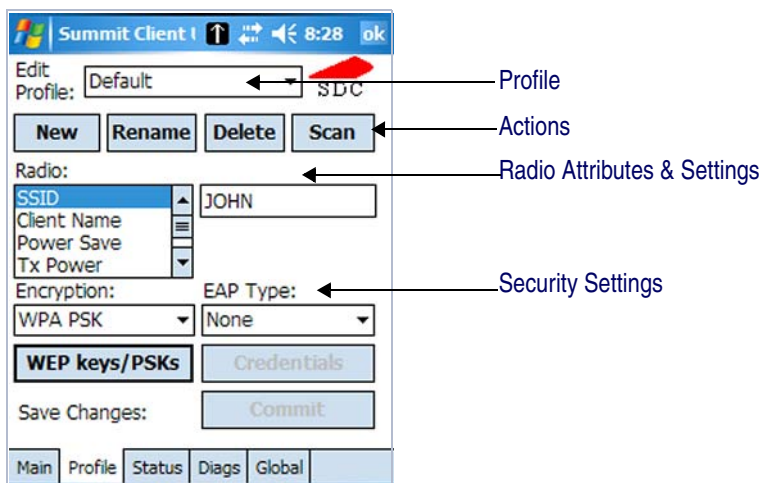 Summit Client 8:28 ok
Edit Profile: Default SDC
Profile
New Rename Delete Scan
Actions
Radio:
Radio Attributes & Settings
SSID JOHN
Client Name
Power Save
Tx Power
Encryption: EAP Type:
Security Settings
WPA PSK None
WEP keys/PSKs Credentials
Save Changes: Commit
Main Profile Status Diags Global